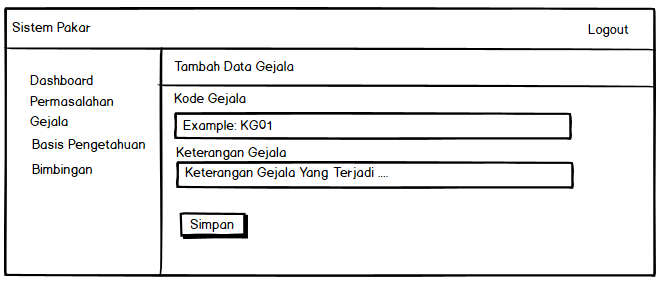 Sistem Pakar
Logout
Dashboard
Permasalahan
Gejala
Basis Pengetahuan
Bimbingan
Tambah Data Gejala
Kode Gejala
Example: KG01
Keterangan Gejala
Keterangan Gejala Yang Terjadi ....
Simpan